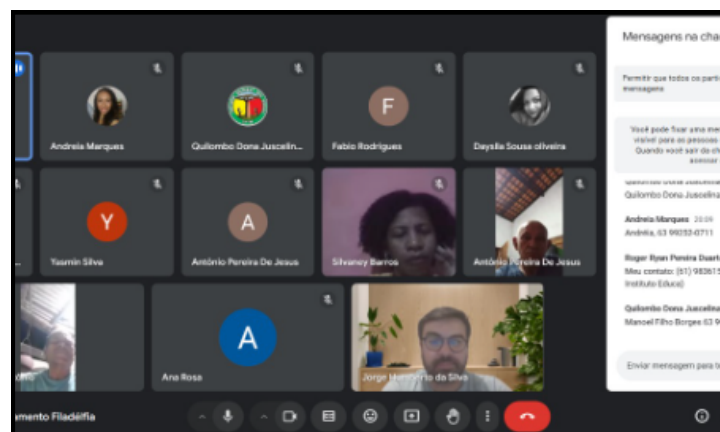 Mensagens na cha
Permitir que todos os parti
mensagens
Andreia Marques
Quilombo Dona Juscelin...
F
Fabio Rodrigues
Dayslla Sousa oliveira
Você pode fixar uma me
visível para as pessoas
Quando você sair da ch
acessar
Y
Yasmin Silva
A
Antônio Pereira De Jesus
Silvaney Barros
Antônio Pereira De Jesus
Quilombo Dona Juscelina
Andreia Marques 20:09
Andréia, 63 99252-0711
Roger Ryan Pereira Duart
Meu contato: (61) 983615
Instituto Educa)
Quilombo Dona Juscelina
Manoel Filho Borges 63 9
A
Ana Rosa
Jorge Humberto da Silva
Enviar mensagem para t
amento Filadélfia